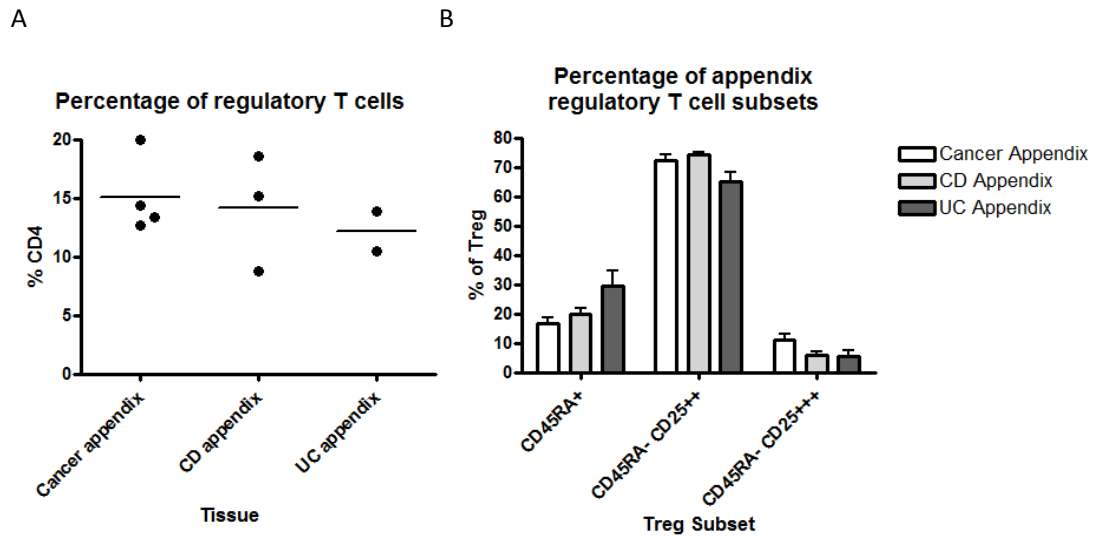 A
B
Percentage of regulatory T cells
20
15
10
5
0
% CD4
Cancer appendix
CD appendix
UC appendix
Tissue
Percentage of appendix
regulatory T cell subsets
80
70
60
50
40
30
20
10
0
% of Treg
CD45RA+
CD45RA- CD25++
CD45RA- CD25+++
Treg Subset
Cancer Appendix
CD Appendix
UC Appendix